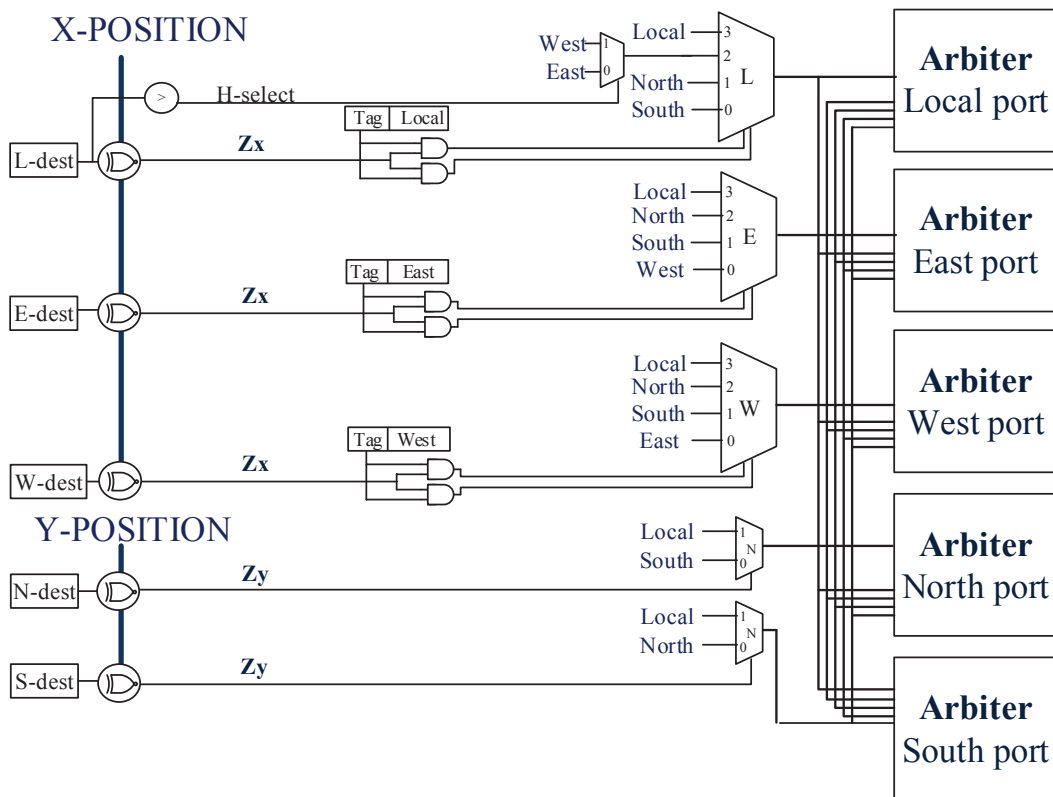 X-POSITION
>
H-select
L-dest
Zx
Tag Local
West 1
East 0
Local 3
2
North 1
South 0
L
Arbiter
Local port
E-dest
Zx
Tag East
Local 3
North 2
South 1
West 0
E
Arbiter
East port
W-dest
Zx
Tag West
Local 3
North 2
South 1
East 0
W
Arbiter
West port
Y-POSITION
N-dest
Zy
Local 1
South 0
N
Arbiter
North port
S-dest
Zy
Local 1
North 0
N
Arbiter
South port